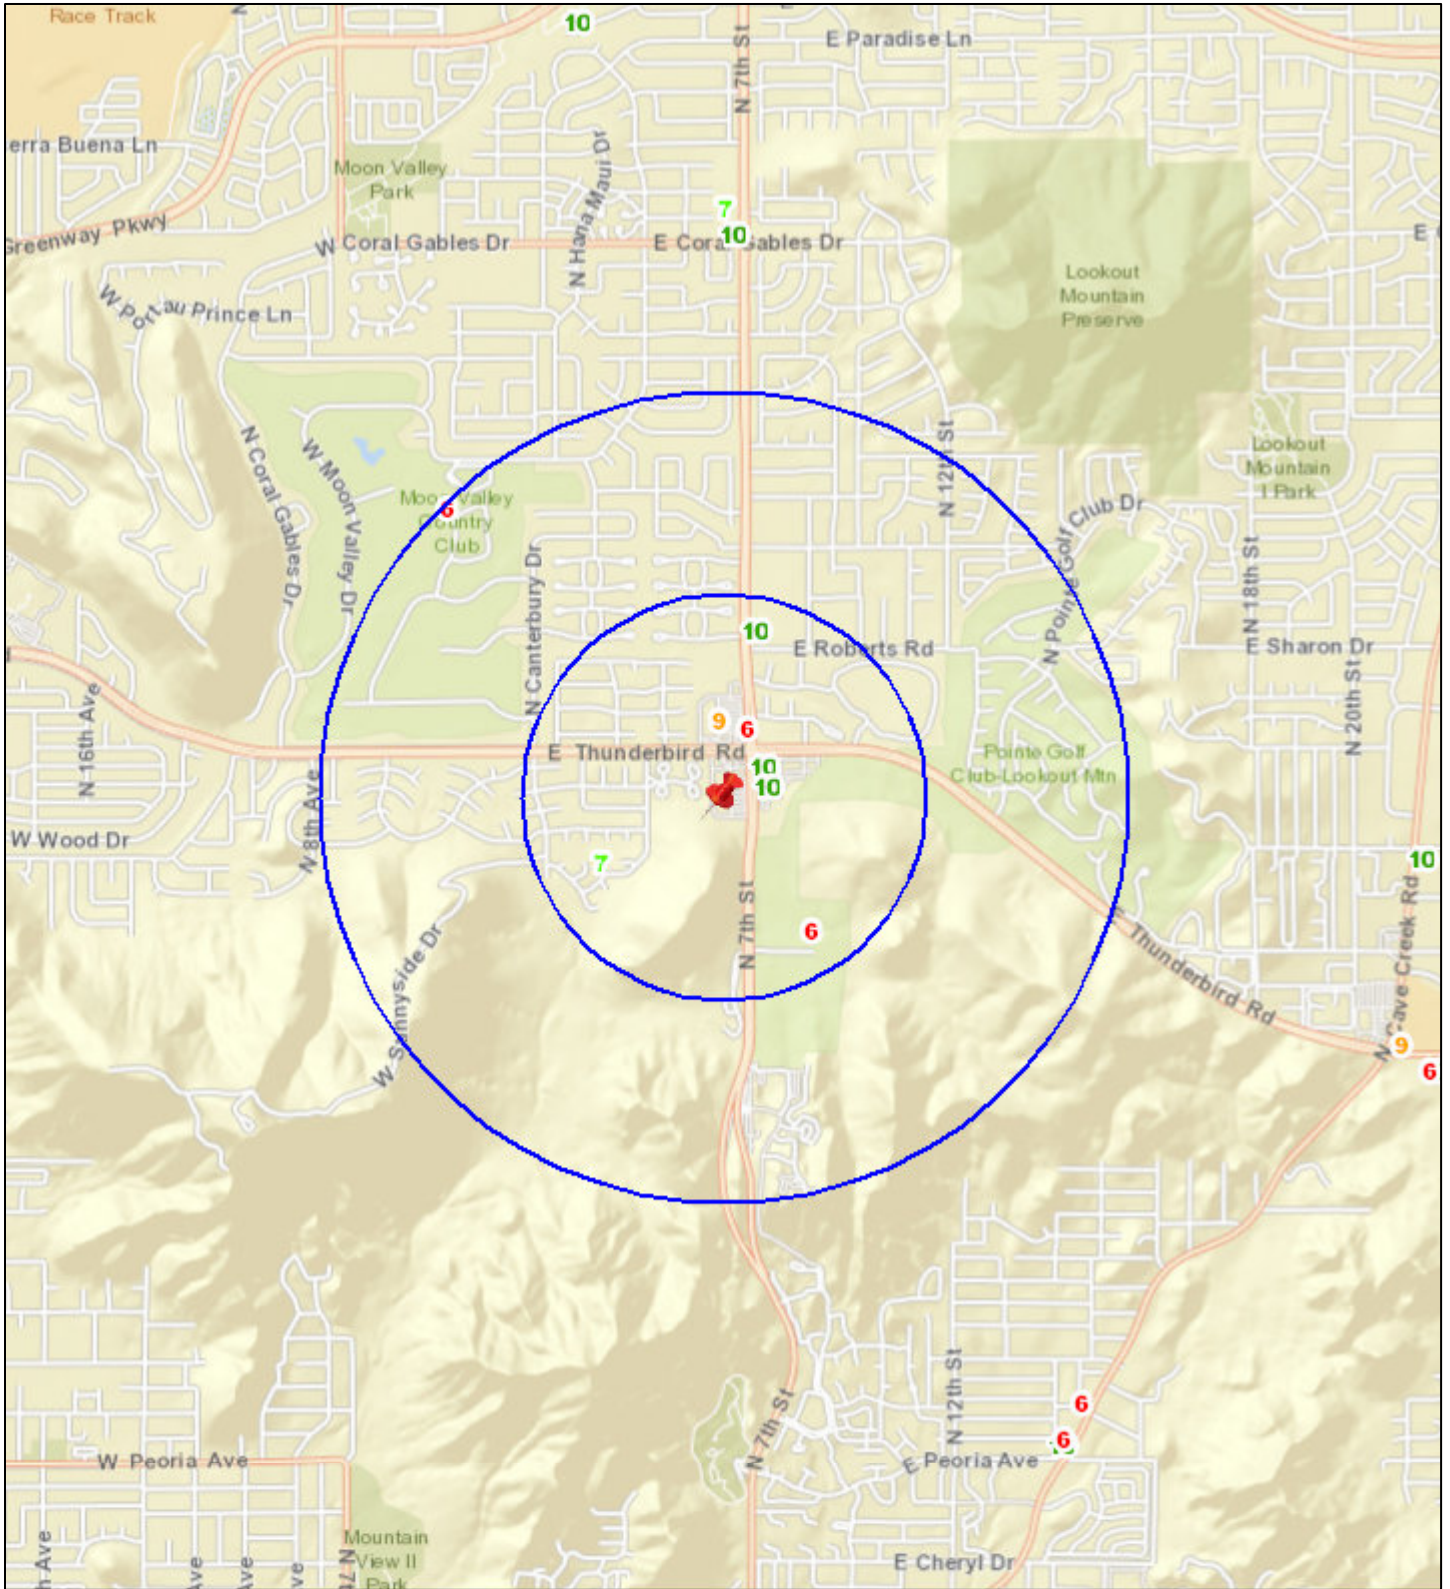 Race Track
10
N 7th St
E Paradise Ln
erra Buena Ln
Moon Valley
Park
N Hana Maui Dr
7
10
Greenway Pkwy
W Coral Gables Dr
E Coral Gables Dr
Lookout
Mountain
Preserve
W Port au Prince Ln
N Coral Gables Dr
W Moon Valley Dr
Moon Valley
Country
Club
6
N 12th St
Lookout
Mountain
I Park
N Pointe Golf Club Dr
N 18th St
N Canterbury Dr
10
E Roberts Rd
E Sharon Dr
N 16th Ave
N 20th St
9
6
E Thunderbird Rd
10
10
Pointe Golf
Club-Lookout Mtn
N 8th Ave
W Wood Dr
7
10
N 7th St
6
W Sunnyside Dr
E Thunderbird Rd
N Cave Creek Rd
9
6
N 12th St
6
6
N 7th St
W Peoria Ave
E Peoria Ave
Mountain
View II
Park
E Cheryl Dr
h Ave
Ave
Ave
ve